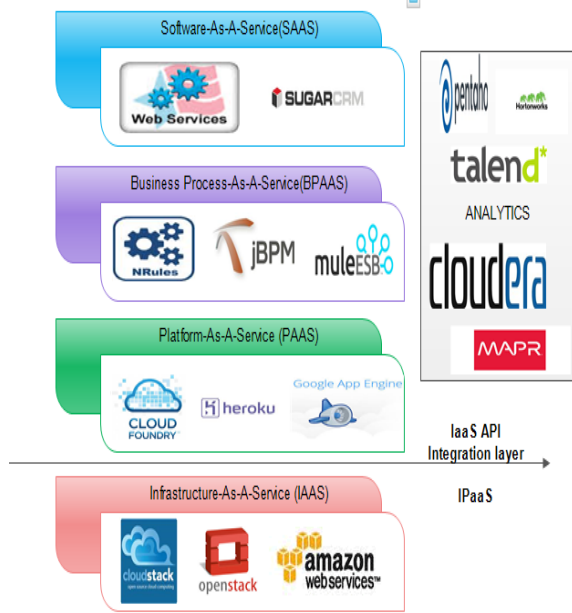 Software-As-A-Service(SAAS)
Web Services
SUGARCRM
Business Process-As-A-Service(BPAAS)
NRules
jBPM
muleESB
Platform-As-A-Service (PAAS)
CLOUD
FOUNDRY
heroku
Google App Engine
pentaho
Hortonworks
talend*
ANALYTICS
cloudera
MAPR
IaaS API
Integration layer
IPaaS
Infrastructure-As-A-Service (IAAS)
cloudstack
open source cloud computing
openstack
amazon
webservices™